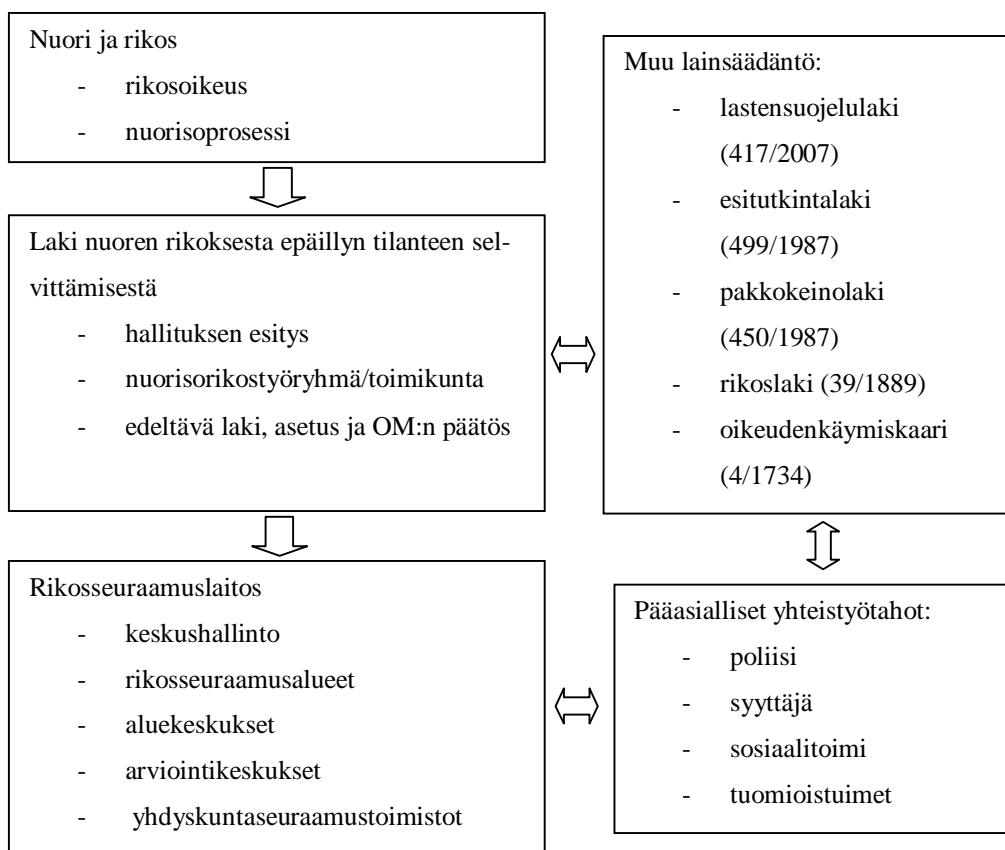 Nuori ja rikos
- rikosoikeus
- nuorisoprosessi
Laki nuoren rikoksesta epäillyn tilanteen sel-
vittämisestä
- hallituksen esitys
- nuorisorikostyöryhmä/toimikunta
- edeltävä laki, asetus ja OM:n päätös
Rikosseuraamuslaitos
- keskushallinto
- rikosseuraamusalueet
- aluekeskukset
- arviointikeskukset
- yhdyskuntaseuraamustoimistot
Muu lainsäädäntö:
- lastensuojelulaki
(417/2007)
- esitutkintalaki
(499/1987)
- pakkokeinolaki
(450/1987)
- rikoslaki (39/1889)
- oikeudenkäymiskaari
(4/1734)
Pääasialliset yhteistyötahot:
- poliisi
- syyttäjä
- sosiaalitoimi
- tuomioistuimet